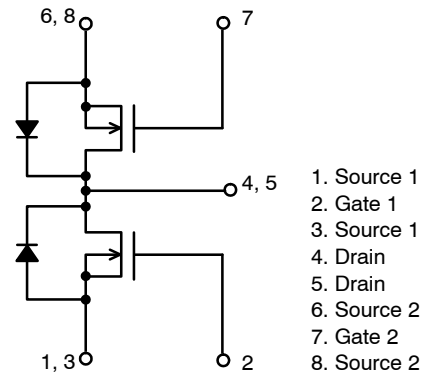 6, 8
7
4, 5
1, 3
2
1. Source 1
2. Gate 1
3. Source 1
4. Drain
5. Drain
6. Source 2
7. Gate 2
8. Source 2